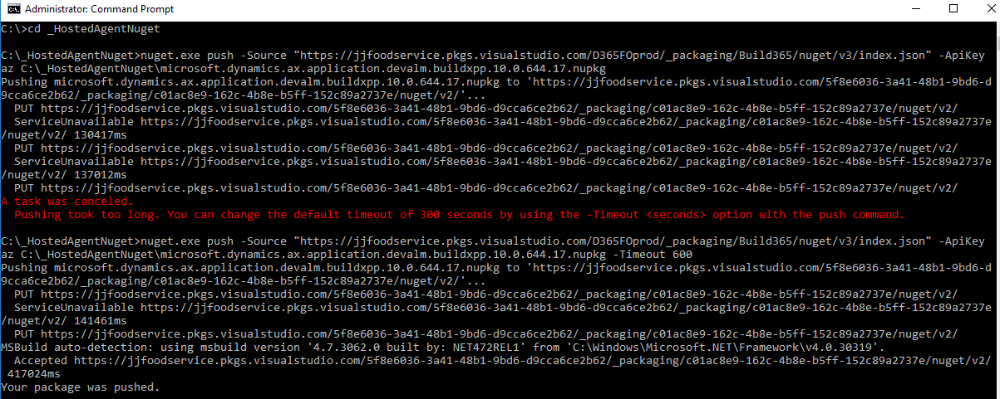 Administrator: Command Prompt
C:\>cd _HostedAgentNuget
C:\_HostedAgentNuget>nuget.exe push -Source "https://jjfoodservice.pkgs.visualstudio.com/D365FOprod/_packaging/Build365/nuget/v3/index.json" -ApiKey
az C:\_HostedAgentNuget\microsoft.dynamics.ax.application.devalm.buildxpp.10.0.644.17.nupkg
Pushing microsoft.dynamics.ax.application.devalm.buildxpp.10.0.644.17.nupkg to 'https://jjfoodservice.pkgs.visualstudio.com/5f8e6036-3a41-48b1-9bd6-d
9cca6ce2b62/_packaging/c01ac8e9-162c-4b8e-b5ff-152c89a2737e/nuget/v2/'...
PUT https://jjfoodservice.pkgs.visualstudio.com/5f8e6036-3a41-48b1-9bd6-d9cca6ce2b62/_packaging/c01ac8e9-162c-4b8e-b5ff-152c89a2737e/nuget/v2/
ServiceUnavailable https://jjfoodservice.pkgs.visualstudio.com/5f8e6036-3a41-48b1-9bd6-d9cca6ce2b62/_packaging/c01ac8e9-162c-4b8e-b5ff-152c89a2737e
/nuget/v2/ 130417ms
PUT https://jjfoodservice.pkgs.visualstudio.com/5f8e6036-3a41-48b1-9bd6-d9cca6ce2b62/_packaging/c01ac8e9-162c-4b8e-b5ff-152c89a2737e/nuget/v2/
ServiceUnavailable https://jjfoodservice.pkgs.visualstudio.com/5f8e6036-3a41-48b1-9bd6-d9cca6ce2b62/_packaging/c01ac8e9-162c-4b8e-b5ff-152c89a2737e
/nuget/v2/ 137012ms
PUT https://jjfoodservice.pkgs.visualstudio.com/5f8e6036-3a41-48b1-9bd6-d9cca6ce2b62/_packaging/c01ac8e9-162c-4b8e-b5ff-152c89a2737e/nuget/v2/
A task was canceled.
Pushing took too long. You can change the default timeout of 300 seconds by using the -Timeout <seconds> option with the push command.
C:\_HostedAgentNuget>nuget.exe push -Source "https://jjfoodservice.pkgs.visualstudio.com/D365FOprod/_packaging/Build365/nuget/v3/index.json" -ApiKey
az C:\_HostedAgentNuget\microsoft.dynamics.ax.application.devalm.buildxpp.10.0.644.17.nupkg -Timeout 600
Pushing microsoft.dynamics.ax.application.devalm.buildxpp.10.0.644.17.nupkg to 'https://jjfoodservice.pkgs.visualstudio.com/5f8e6036-3a41-48b1-9bd6-d
9cca6ce2b62/_packaging/c01ac8e9-162c-4b8e-b5ff-152c89a2737e/nuget/v2/'...
PUT https://jjfoodservice.pkgs.visualstudio.com/5f8e6036-3a41-48b1-9bd6-d9cca6ce2b62/_packaging/c01ac8e9-162c-4b8e-b5ff-152c89a2737e/nuget/v2/
ServiceUnavailable https://jjfoodservice.pkgs.visualstudio.com/5f8e6036-3a41-48b1-9bd6-d9cca6ce2b62/_packaging/c01ac8e9-162c-4b8e-b5ff-152c89a2737e
/nuget/v2/ 141461ms
PUT https://jjfoodservice.pkgs.visualstudio.com/5f8e6036-3a41-48b1-9bd6-d9cca6ce2b62/_packaging/c01ac8e9-162c-4b8e-b5ff-152c89a2737e/nuget/v2/
MSBuild auto-detection: using msbuild version '4.7.3062.0 built by: NET472REL1' from 'C:\Windows\Microsoft.NET\Framework\v4.0.30319'.
Accepted https://jjfoodservice.pkgs.visualstudio.com/5f8e6036-3a41-48b1-9bd6-d9cca6ce2b62/_packaging/c01ac8e9-162c-4b8e-b5ff-152c89a2737e/nuget/v2/
417024ms
Your package was pushed.